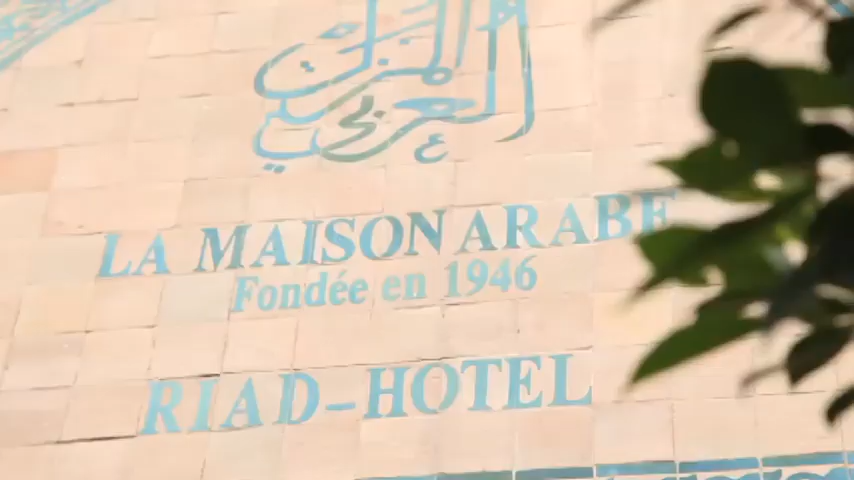 المنزل العربي
LA MAISON ARABE
Fondée en 1946
RIAD-HOTEL